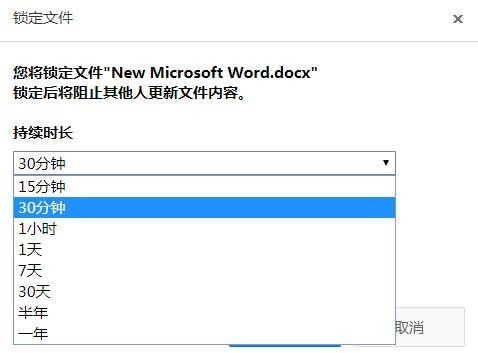 锁定文件
×
您将锁定文件"New Microsoft Word.docx"
锁定后将阻止其他人更新文件内容。
持续时长
30分钟
15分钟
30分钟
1小时
1天
7天
30天
半年
一年
取消